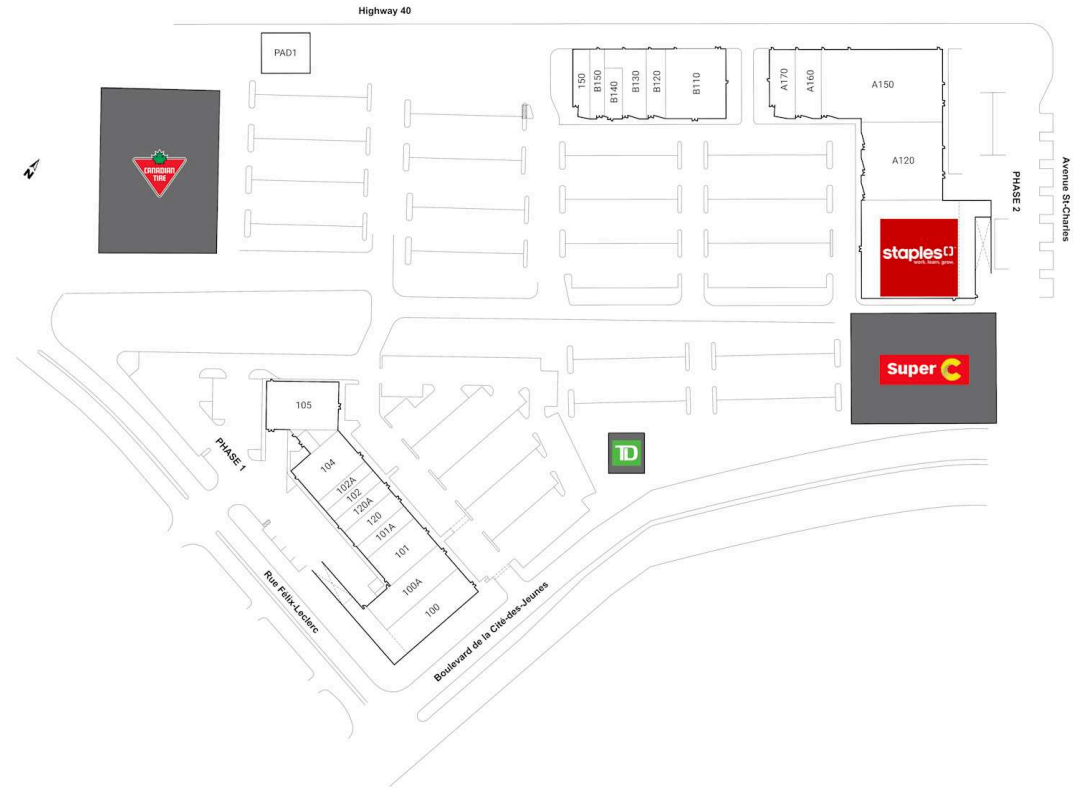 Highway 40
PAD1
150
B150
B140
B130
B120
B110
A170
A160
A150
A120
PHASE 2
Avenue St-Charles
N
CANADIAN
TIRE
staples
work. learn. grow.
Super C
TD
105
PHASE 1
104
102A
102
120A
120
101A
101
100A
100
Rue Félix-Leclerc
Boulevard de la Cité-des-Jeunes